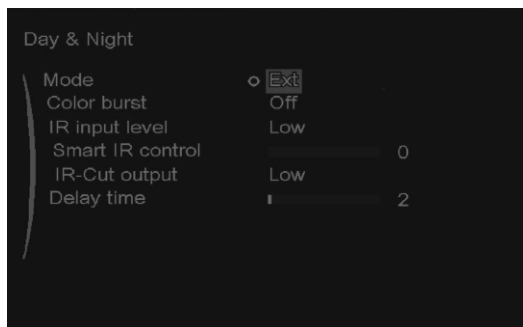 Day & Night
Mode Ext
Color burst Off
IR input level Low
Smart IR control 0
IR-Cut output Low
Delay time 2